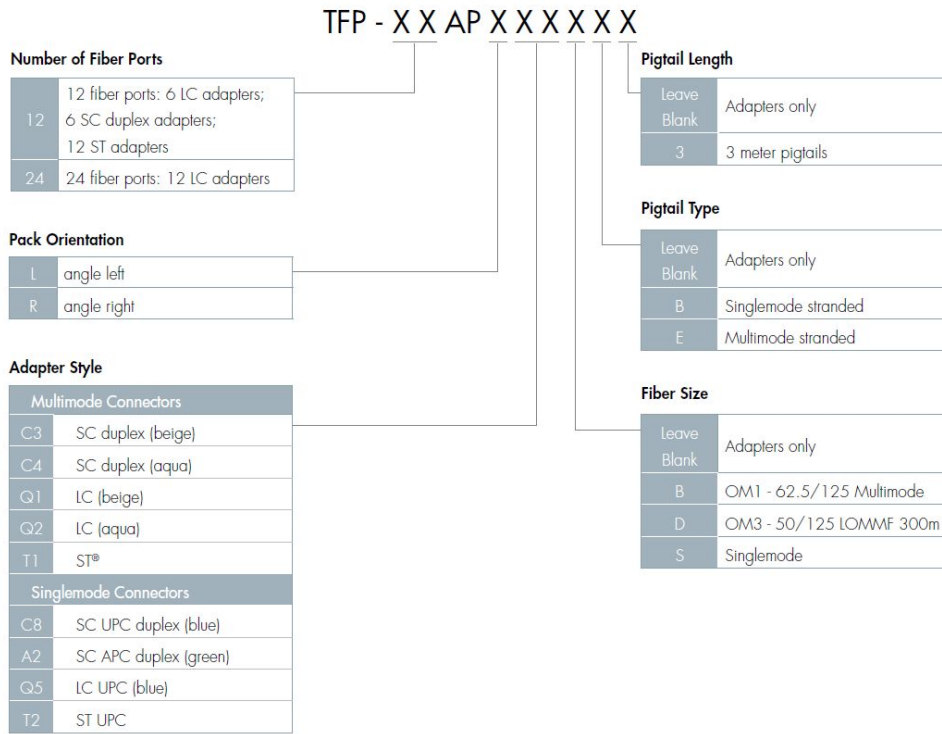 TFP - X X AP X X X X X X
Number of Fiber Ports
12
12 fiber ports: 6 LC adapters;
6 SC duplex adapters;
12 ST adapters
24 24 fiber ports: 12 LC adapters
Pack Orientation
L angle left
R angle right
Adapter Style
Multimode Connectors
C3 SC duplex (beige)
C4 SC duplex (aqua)
Q1 LC (beige)
Q2 LC (aqua)
T1 ST®
Singlemode Connectors
C8 SC UPC duplex (blue)
A2 SC APC duplex (green)
Q5 LC UPC (blue)
T2 ST UPC
Pigtail Length
Leave
Blank
Adapters only
3 3 meter pigtails
Pigtail Type
Leave
Blank
Adapters only
B Singlemode stranded
E Multimode stranded
Fiber Size
Leave
Blank
Adapters only
B OM1 - 62.5/125 Multimode
D OM3 - 50/125 LOMMF 300m
S Singlemode